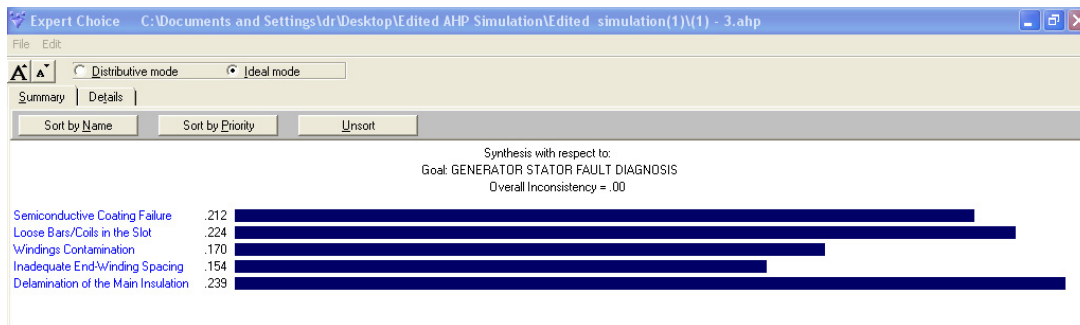 Expert Choice C:\Documents and Settings\dr\Desktop\Edited AHP Simulation\Edited simulation(1)\(1) - 3.ahp
File Edit
A A Distributive mode Ideal mode
Summary Details
Sort by Name Sort by Priority Unsort
Synthesis with respect to:
Goal: GENERATOR STATOR FAULT DIAGNOSIS
Overall Inconsistency = .00
Semiconductive Coating Failure .212
Loose Bars/Coils in the Slot .224
Windings Contamination .170
Inadequate End-Winding Spacing .154
Delamination of the Main Insulation .239